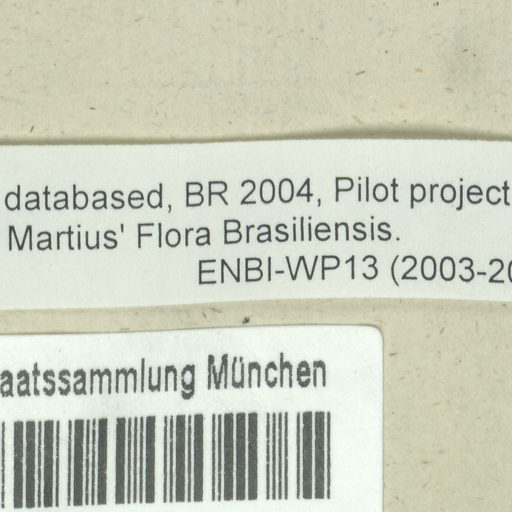 databased, BR 2004, Pilot project
Martius' Flora Brasiliensis.
ENBI-WP13 (2003-20
aatssammlung München